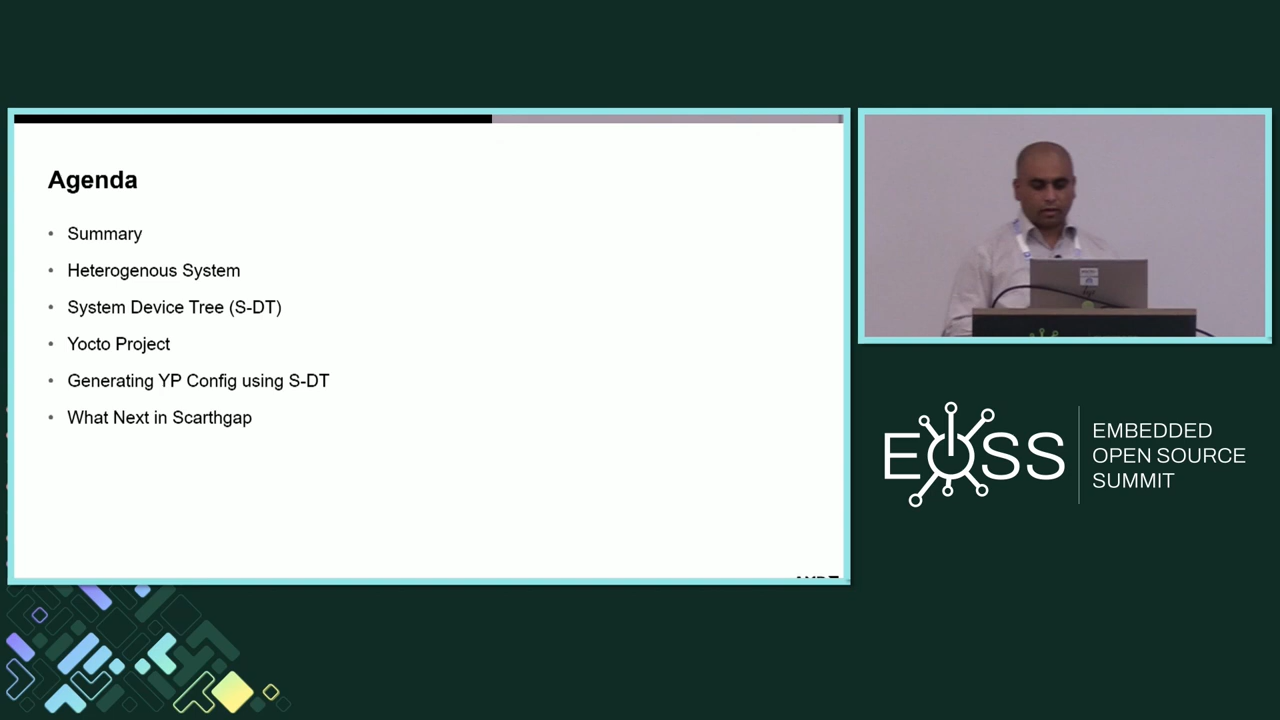 Agenda
• Summary
• Heterogenous System
• System Device Tree (S-DT)
• Yocto Project
• Generating YP Config using S-DT
• What Next in Scarthgap
EOSS
EMBEDDED
OPEN SOURCE
SUMMIT